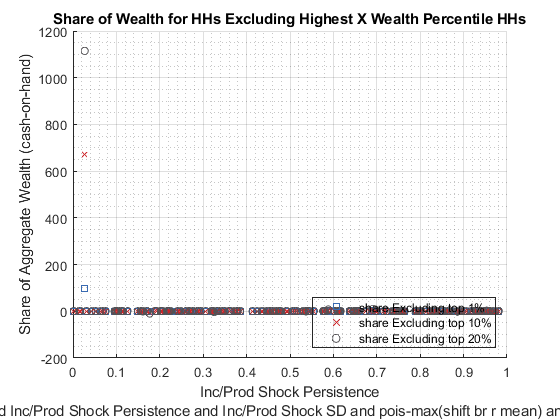 Share of Wealth for HHs Excluding Highest X Wealth Percentile HHs
Share of Aggregate Wealth (cash-on-hand)
1200
1000
800
600
400
200
0
-200
share Excluding top 1%
share Excluding top 10%
share Excluding top 20%
0 0.1 0.2 0.3 0.4 0.5 0.6 0.7 0.8 0.9 1
Inc/Prod Shock Persistence
d Inc/Prod Shock Persistence and Inc/Prod Shock SD and pois-max(shift br r mean) an